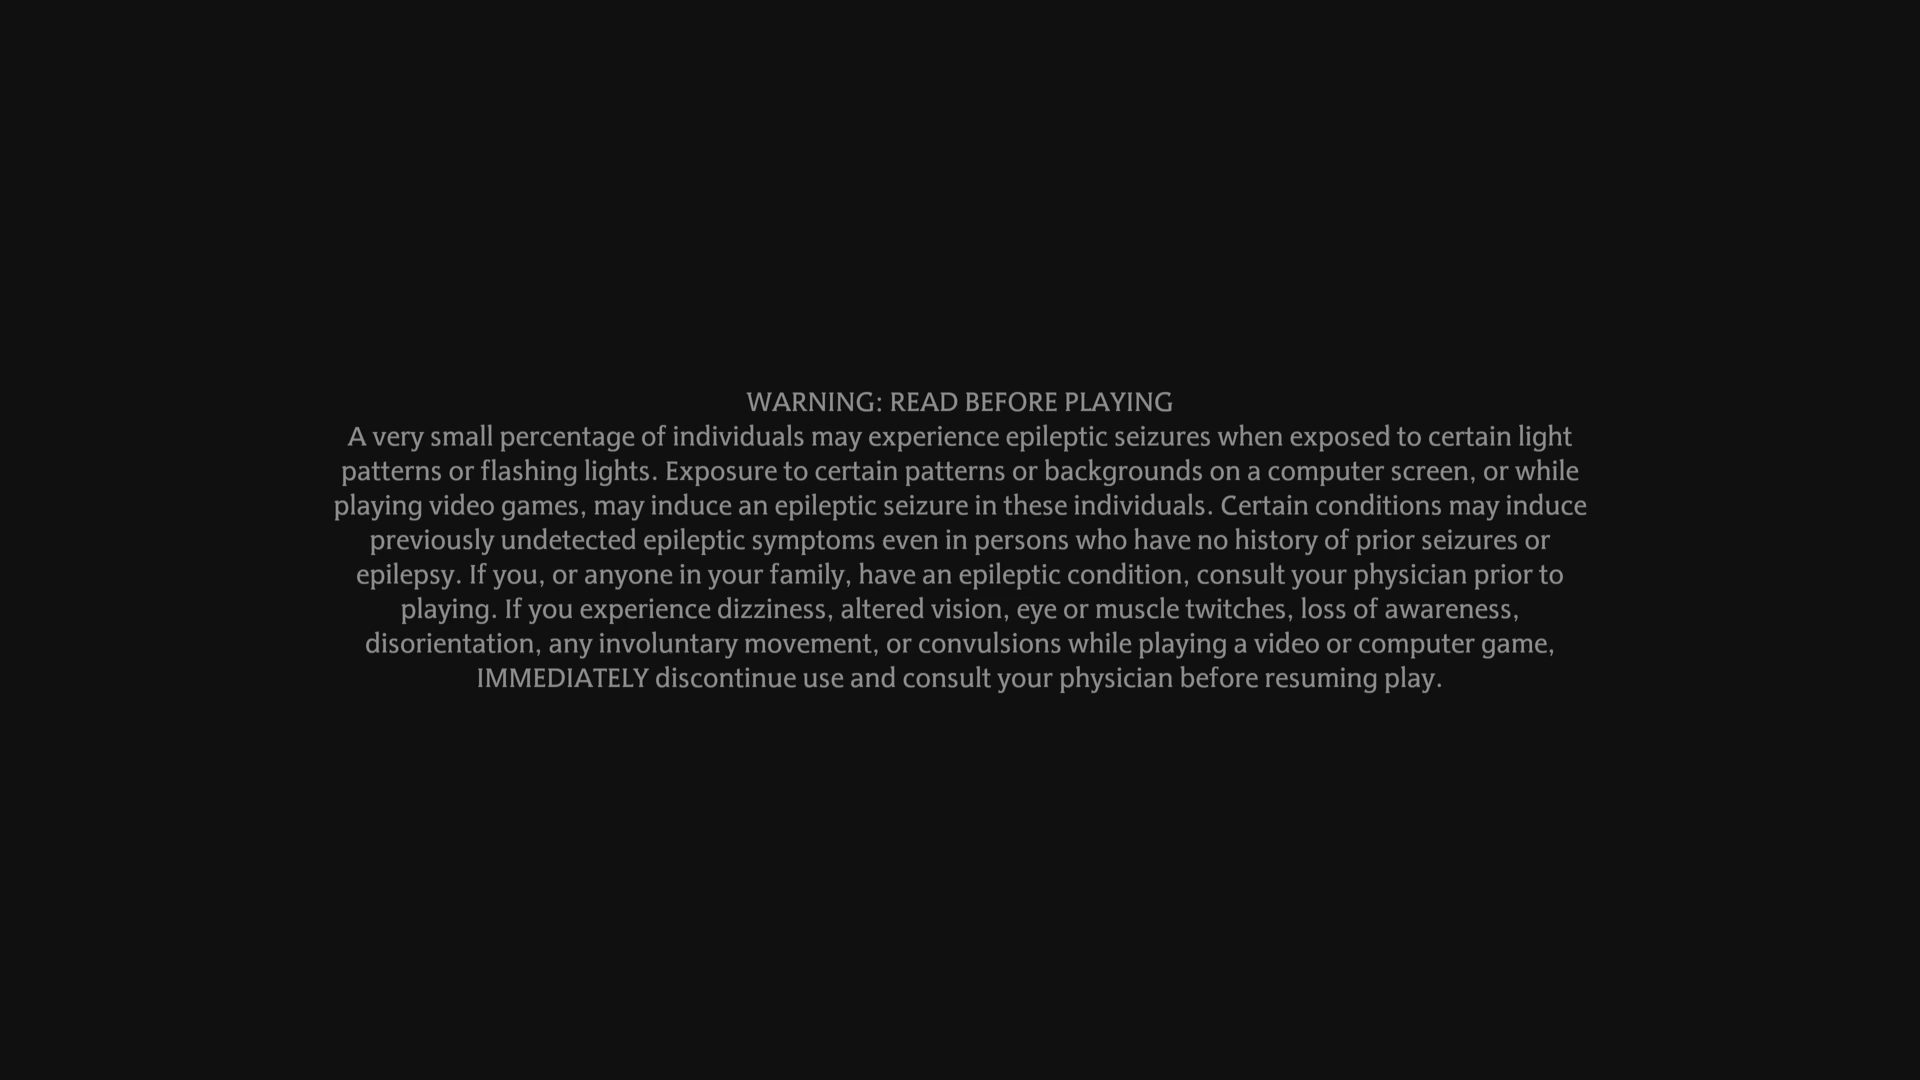 WARNING: READ BEFORE PLAYING
A very small percentage of individuals may experience epileptic seizures when exposed to certain light
patterns or flashing lights. Exposure to certain patterns or backgrounds on a computer screen, or while
playing video games, may induce an epileptic seizure in these individuals. Certain conditions may induce
previously undetected epileptic symptoms even in persons who have no history of prior seizures or
epilepsy. If you, or anyone in your family, have an epileptic condition, consult your physician prior to
playing. If you experience dizziness, altered vision, eye or muscle twitches, loss of awareness,
disorientation, any involuntary movement, or convulsions while playing a video or computer game,
IMMEDIATELY discontinue use and consult your physician before resuming play.